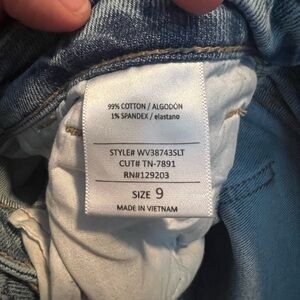 99% COTTON / ALGODÓN
1% SPANDEX / elastano
STYLE# WV38743SLT
CUT# TN-7891
RN#129203
SIZE 9
MADE IN VIETNAM